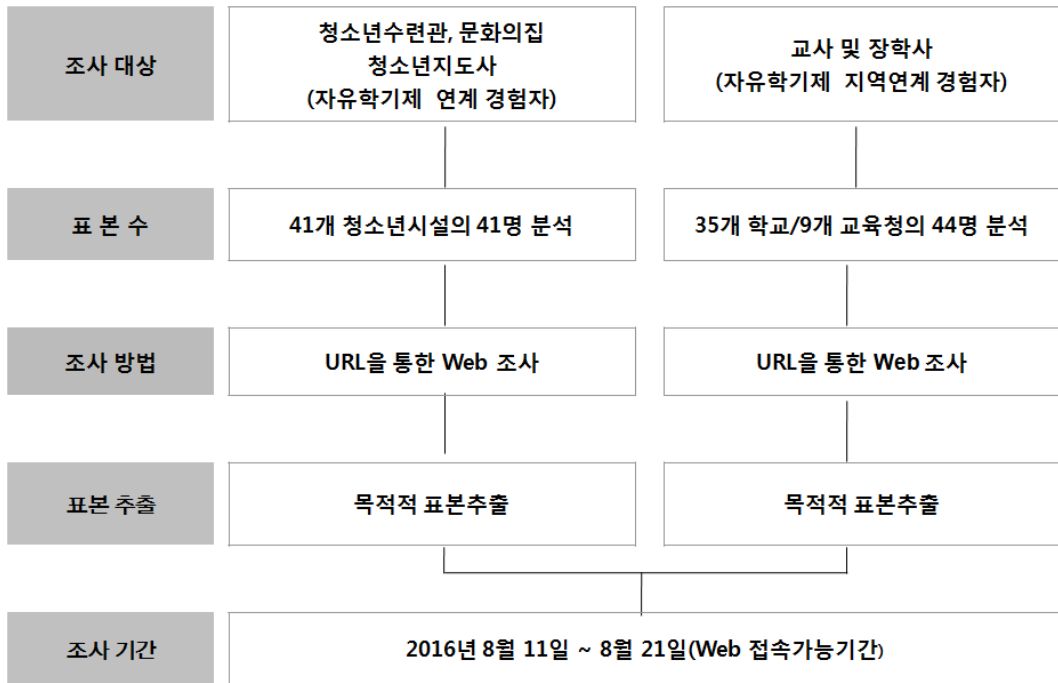 조사 대상
청소년수련관, 문화의집
청소년지도사
(자유학기제 연계 경험자)
교사 및 장학사
(자유학기제 지역연계 경험자)
표 본 수
41개 청소년시설의 41명 분석
35개 학교/9개 교육청의 44명 분석
조사 방법
URL을 통한 Web 조사
URL을 통한 Web 조사
표본 추출
목적적 표본추출
목적적 표본추출
조사 기간
2016년 8월 11일 ~ 8월 21일(Web 접속가능기간)